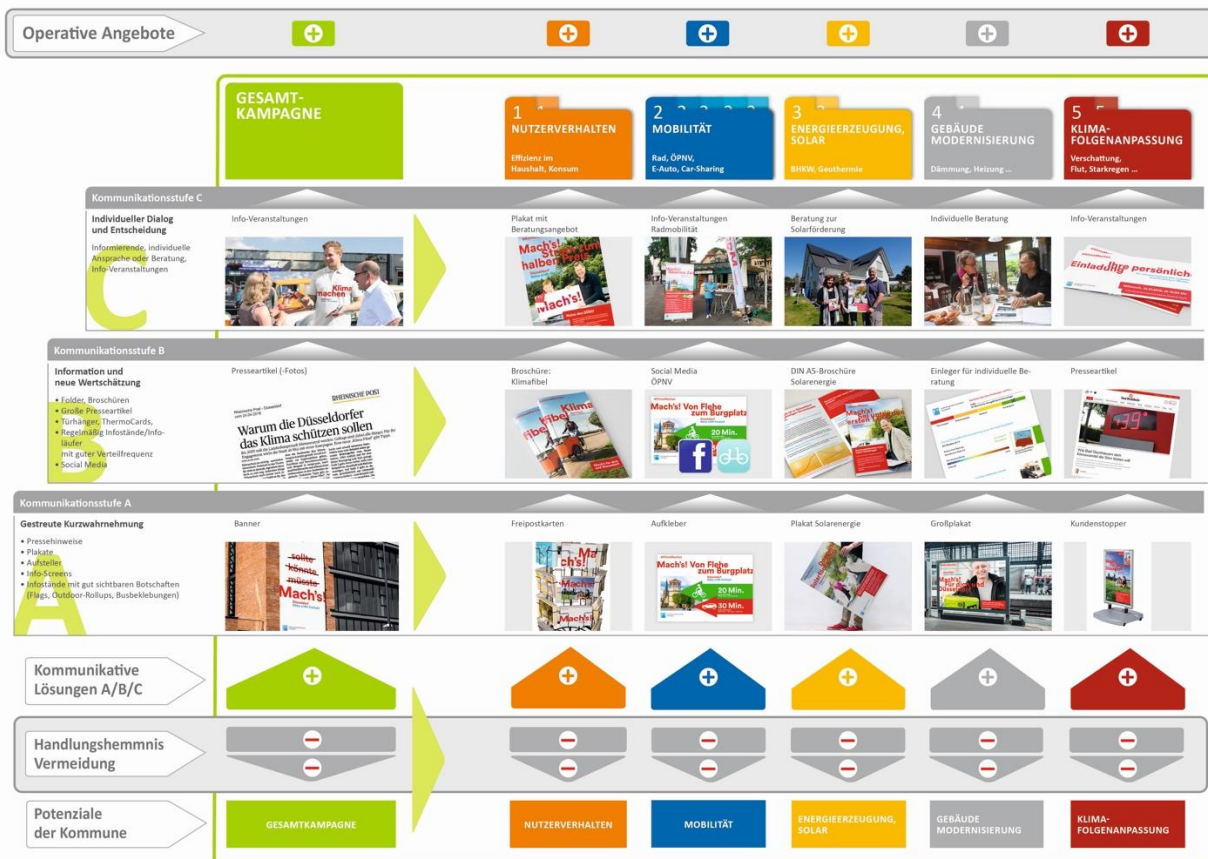 Operative Angebote
GESAMT-
KAMPAGNE
1
NUTZERVERHALTEN
Effizienz im
Haushalt, Konsum
2
MOBILITÄT
Rad, ÖPNV,
E-Auto, Car-Sharing
3
ENERGIEERZEUGUNG,
SOLAR
BHKW, Geothermie
4
GEBÄUDE
MODERNISIERUNG
Dämmung, Heizung ...
5
KLIMA-
FOLGENANPASSUNG
Verschattung,
Flut, Starkregen ...
Kommunikationsstufe C
Individueller Dialog
und Entscheidung
Informierende, individuelle
Ansprache oder Beratung,
Info-Veranstaltungen
C
Info-Veranstaltungen
Klima
machen
Plakat mit
Beratungsangebot
Mach's!
halben Preis
Mach's!
Info-Veranstaltungen
Radmobilität
Beratung zur
Solarförderung
Individuelle Beratung
Info-Veranstaltungen
Einladung
Ihre persönlich
Kommunikationsstufe B
Information und
neue Wertschätzung
• Folder, Broschüren
• Große Presseartikel
• Türhänger, ThermoCards,
• Regelmäßig Infostände/Info-
läufer
mit guter Verteilfrequenz
• Social Media
B
Presseartikel (-Fotos)
RHEINISCHE POST
Warum die Düsseldorfer
das Klima schützen sollen
Broschüre:
Klimafibel
Klima
fibel
Social Media
ÖPNV
Mach's! Von Flehe
zum Burgplatz
20 Min.
f
DIN A5-Broschüre
Solarenergie
Einleger für individuelle Be-
ratung
Presseartikel
Kommunikationsstufe A
Gestreute Kurzwahrnehmung
• Pressehinweise
• Plakate
• Aufsteller
• Info-Screens
• Infostände mit gut sichtbaren Botschaften
(Flags, Outdoor-Rollups, Busbeklebungen)
A
Banner
sollte
könnte
müsste
Mach's!
Freipostkarten
Ma
ch's!
Mach's!
Aufkleber
Mach's! Von Flehe
zum Burgplatz
20 Min.
30 Min.
Plakat Solarenergie
Großplakat
Mach's!
Kundenstopper
Kommunikative
Lösungen A/B/C
Handlungshemmnis
Vermeidung
Potenziale
der Kommune
GESAMTKAMPAGNE
NUTZERVERHALTEN
MOBILITÄT
ENERGIEERZEUGUNG,
SOLAR
GEBÄUDE
MODERNISIERUNG
KLIMA-
FOLGENANPASSUNG